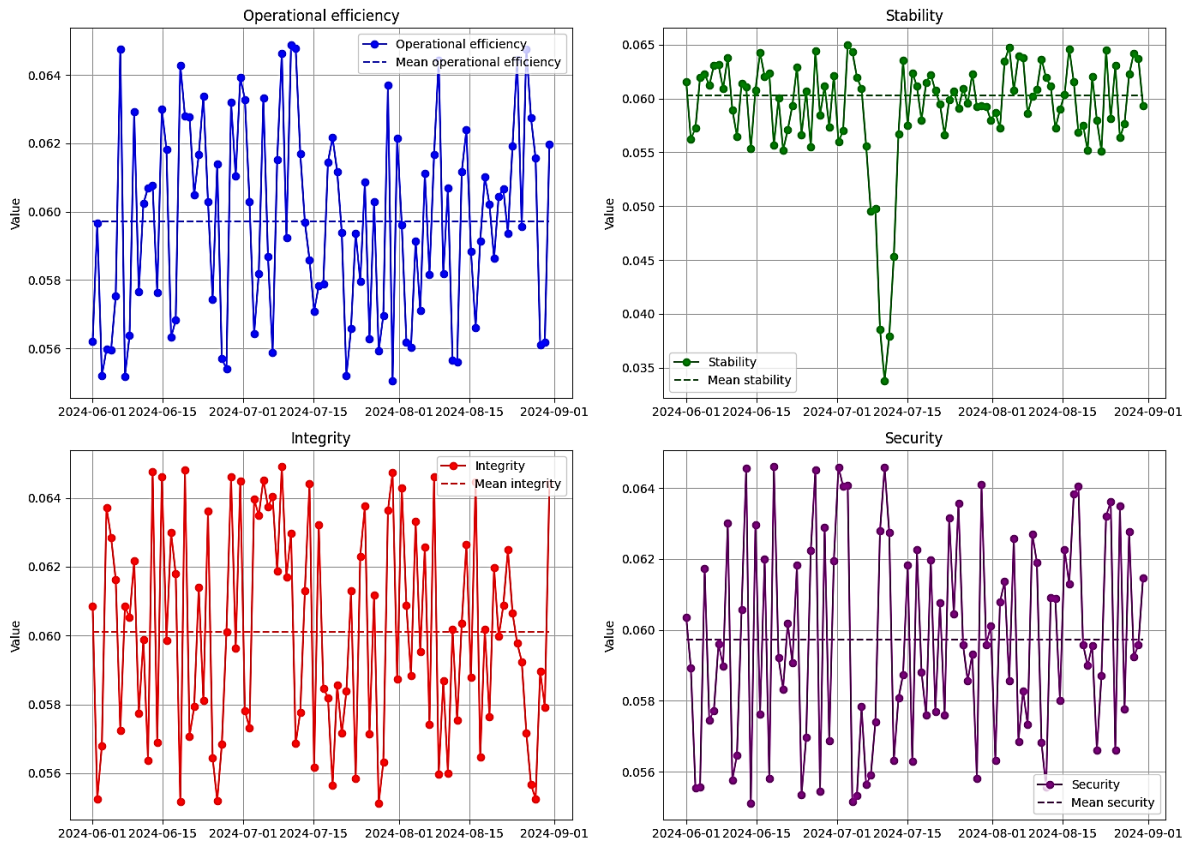 Operational efficiency
Value
0.064
0.062
0.060
0.058
0.056
Operational efficiency
Mean operational efficiency
2024-06-01 2024-06-15 2024-07-01 2024-07-15 2024-08-01 2024-08-15 2024-09-01
Stability
Value
0.065
0.060
0.055
0.050
0.045
0.040
0.035
Stability
Mean stability
2024-06-01 2024-06-15 2024-07-01 2024-07-15 2024-08-01 2024-08-15 2024-09-01
Integrity
Value
0.064
0.062
0.060
0.058
0.056
Integrity
Mean integrity
2024-06-01 2024-06-15 2024-07-01 2024-07-15 2024-08-01 2024-08-15 2024-09-01
Security
Value
0.064
0.062
0.060
0.058
0.056
Security
Mean security
2024-06-01 2024-06-15 2024-07-01 2024-07-15 2024-08-01 2024-08-15 2024-09-01